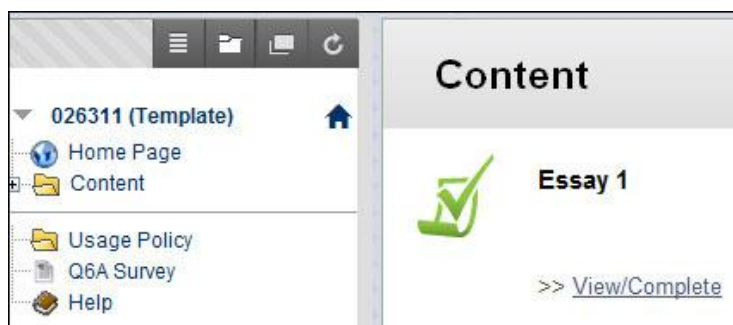 026311 (Template)
Home Page
Content
Usage Policy
Q6A Survey
Help
Content
Essay 1
>> View/Complete